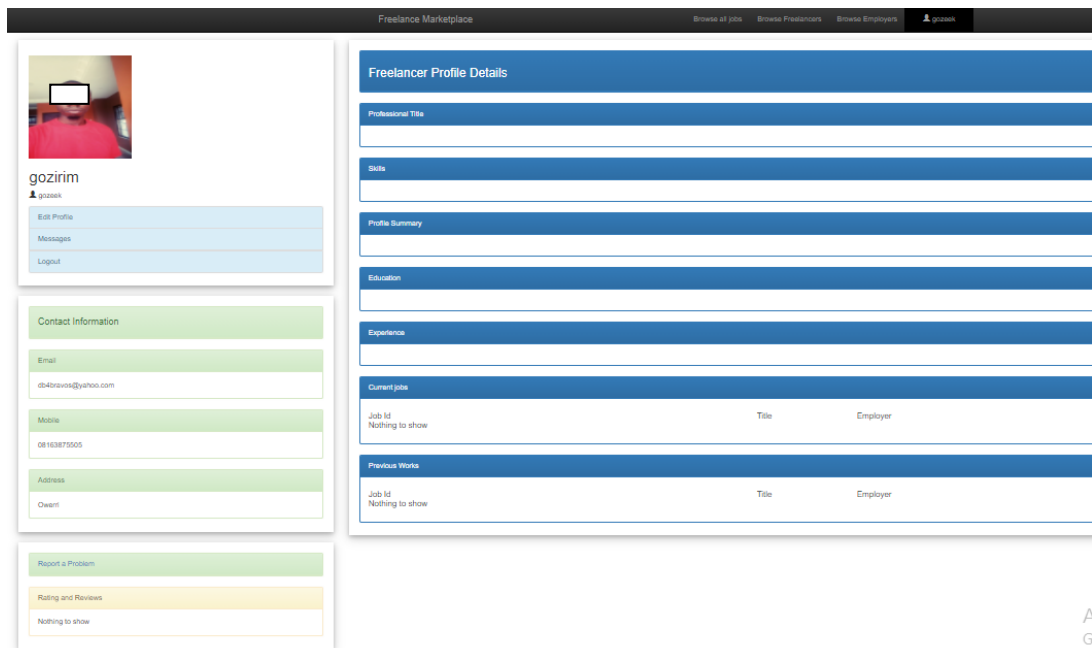 Freelance Marketplace
Browse all jobs Browse Freelancers Browse Employers gozeek
gozirim
gozeek
Edit Profile
Messages
Logout
Contact Information
Email
db4bravos@yahoo.com
Mobile
08163875505
Address
Owerri
Report a Problem
Rating and Reviews
Nothing to show
Freelancer Profile Details
Professional Title
Skills
Profile Summary
Education
Experience
Current jobs
Job Id Title Employer
Nothing to show
Previous Works
Job Id Title Employer
Nothing to show
A
G